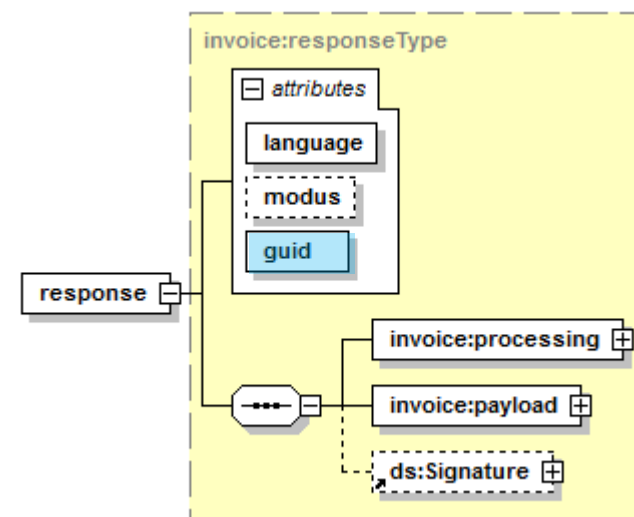 invoice:responseType
attributes
language
modus
guid
response
invoice:processing
invoice:payload
ds:Signature